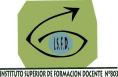 I.S.F.D.
INSTITUTO SUPERIOR DE FORMACION DOCENTE Nº803